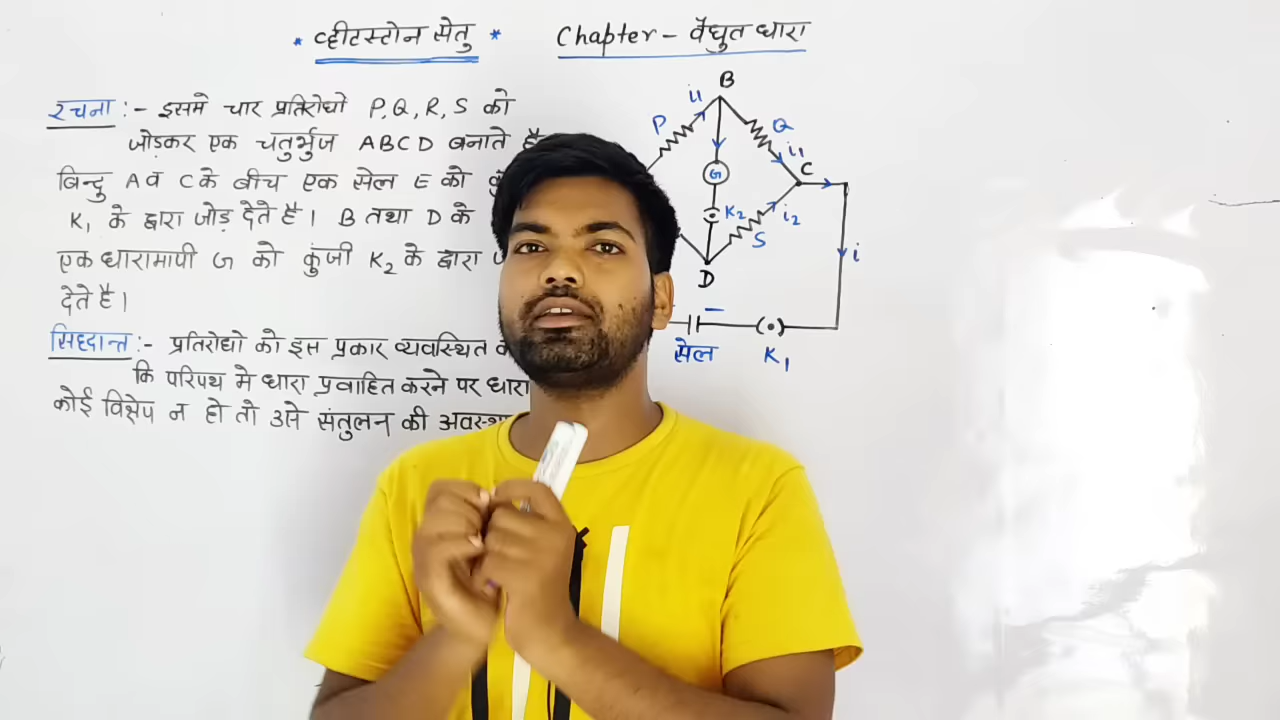 * व्हीटस्टोन सेतु *
Chapter - वैद्युत धारा
रचना :- इसमे चार प्रतिरोधो P, Q, R, S को
जोड़कर एक चतुर्भुज ABCD बनाते है
बिन्दु A व C के बीच एक सेल E को
K1 के द्वारा जोड़ देते है। B तथा D के
एक धारामापी G को कुंजी K2 के द्वारा
देते है।
सिध्दान्त :- प्रतिरोधो को इस प्रकार व्यवस्थित
कि परिपथ मे धारा प्रवाहित करने पर धारा
कोई विक्षेप न हो तो उसे संतुलन की
B
i1
P
Q
i1
G
C
K2
i2
S
D
i
-
सेल
K1